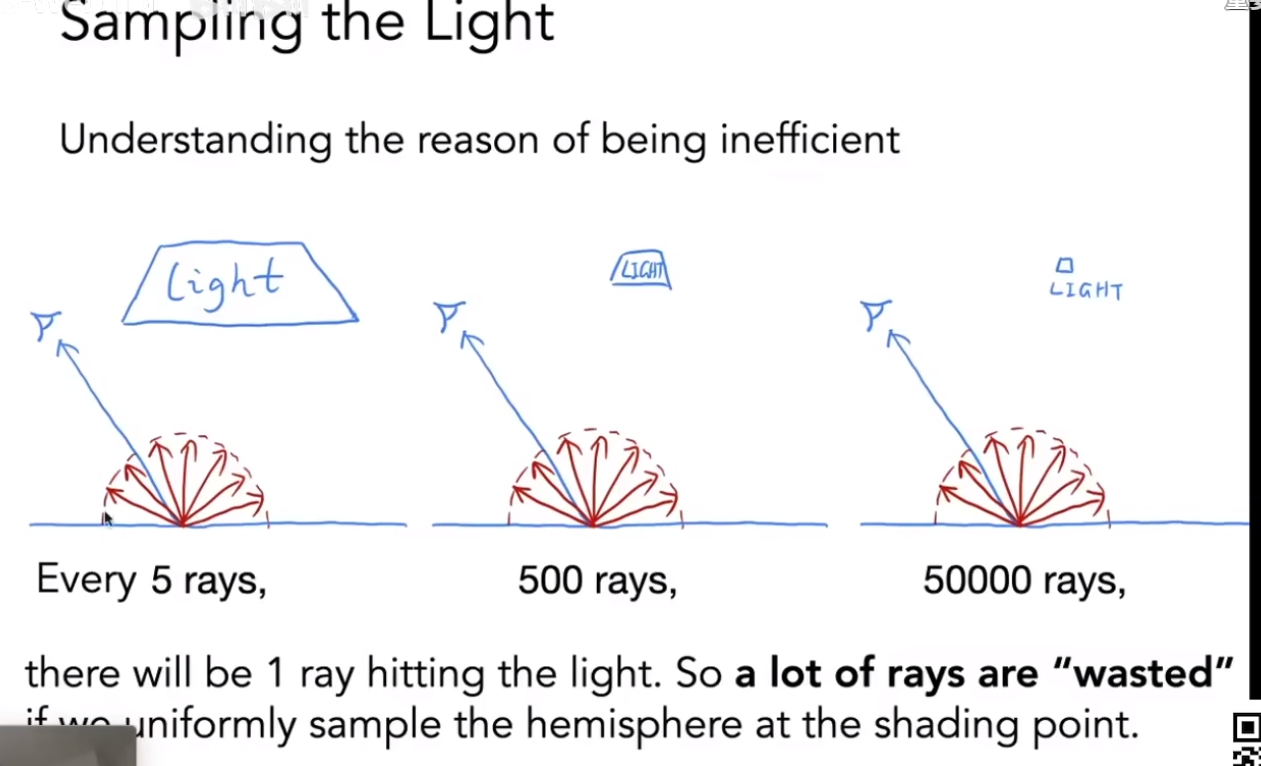 Sampling the Light
Understanding the reason of being inefficient
Light
LIGHT
LIGHT
Every 5 rays,
500 rays,
50000 rays,
there will be 1 ray hitting the light. So a lot of rays are “wasted”
if we uniformly sample the hemisphere at the shading point.